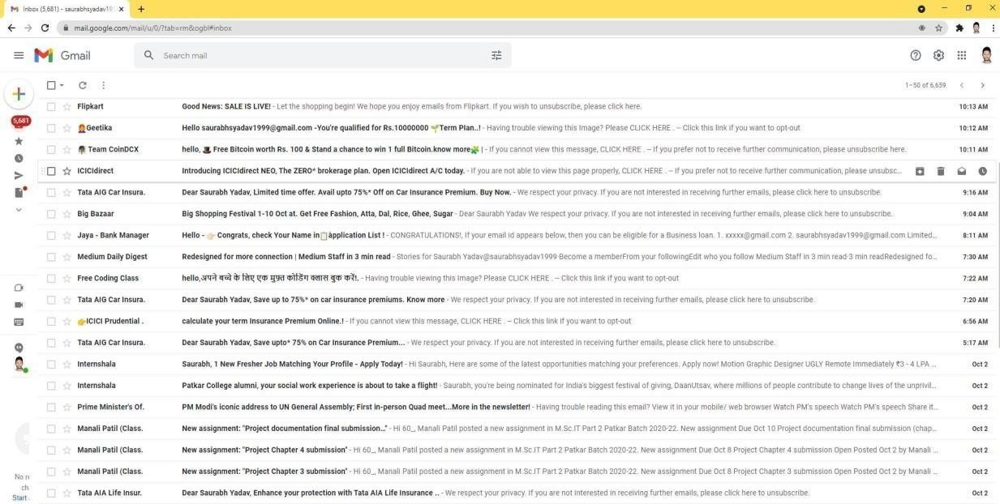 Inbox (5,681) - saurabhsyadav19
mail.google.com/mail/u/0/?tab=rm&ogbl#inbox
Gmail
Search mail
1–50 of 6,659
5,681
Flipkart Good News: SALE IS LIVE! - Let the shopping begin! We hope you enjoy emails from Flipkart. If you wish to unsubscribe, please click here. 10:13 AM
Geetika Hello saurabhsyadav1999@gmail.com -You're qualified for Rs.10000000 🌱Term Plan..! - Having trouble viewing this Image? Please CLICK HERE . -- Click this link if you want to opt-out 10:12 AM
Team CoinDCX hello, 🎩 Free Bitcoin worth Rs. 100 & Stand a chance to win 1 full Bitcoin.know more🧩 | - If you cannot view this message, CLICK HERE . -- If you prefer not to receive further communication, please unsubscribe here. 10:11 AM
ICICIdirect Introducing ICICIdirect NEO, The ZERO* brokerage plan. Open ICICIdirect A/C today. - If you are not able to view this page properly, CLICK HERE . -- If you prefer not to receive further communication, please unsubsc...
Tata AIG Car Insura. Dear Saurabh Yadav, Limited time offer. Avail upto 75%* Off on Car Insurance Premium. Buy Now. - We respect your privacy. If you are not interested in receiving further emails, please click here to unsubscribe. 9:16 AM
Big Bazaar Big Shopping Festival 1-10 Oct at. Get Free Fashion, Atta, Dal, Rice, Ghee, Sugar - Dear Saurabh Yadav We respect your privacy. If you are not interested in receiving further emails, please click here to unsubscribe. 9:04 AM
Jaya - Bank Manager Hello - 👉🏻 Congrats, check Your Name in📋àpplication List ! - CONGRATULATIONS!, If your email id appears below, then you can be eligible for a Business loan. 1. xxxxx@gmail.com 2. saurabhsyadav1999@gmail.com Limited... 8:11 AM
Medium Daily Digest Redesigned for more connection | Medium Staff in 3 min read - Stories for Saurabh Yadav@saurabhsyadav1999·Become a memberFrom your followingEdit who you follow Medium Staff in 3 min read·3 min readRedesigned fo... 7:30 AM
Free Coding Class hello,अपने बच्चे के लिए एक मुफ़्त कोडिंग क्लास बुक करें!. - Having trouble viewing this Image? Please CLICK HERE . -- Click this link if you want to opt-out 7:22 AM
Tata AIG Car Insura. Dear Saurabh Yadav, Save up to 75%* on car insurance premiums. Know more - We respect your privacy. If you are not interested in receiving further emails, please click here to unsubscribe. 7:20 AM
👉ICICI Prudential . calculate your term Insurance Premium Online.! - If you cannot view this message, CLICK HERE . -- Click this link if you want to opt-out 6:56 AM
Tata AIG Car Insura. Dear Saurabh Yadav, Save upto* 75% on Car Insurance Premium... - We respect your privacy. If you are not interested in receiving further emails, please click here to unsubscribe. 5:17 AM
Internshala Saurabh, 1 New Fresher Job Matching Your Profile - Apply Today! - Hi Saurabh, Here are some of the latest opportunities matching your preferences. Apply now! Motion Graphic Designer UGLY Remote Immediately ₹3 - 4 LPA ... Oct 2
Internshala Patkar College alumni, your social work experience is about to take a flight! - Saurabh, you're being nominated for India's biggest festival of giving, DaanUtsav, where millions of people contribute to change lives of the unprivil... Oct 2
Prime Minister's Of. PM Modi's iconic address to UN General Assembly; First in-person Quad meet...More in the newsletter! - Having trouble reading this email? View it in your mobile/ web browser Watch PM's speech Watch PM's speech Share it... Oct 2
Manali Patil (Class. New assignment: "Project documentation final submission..." - Hi 60_, Manali Patil posted a new assignment in M.Sc.IT Part 2 Patkar Batch 2020-22. New assignment Due Oct 10 Project documentation final submission (chap... Oct 2
Manali Patil (Class. New assignment: "Project Chapter 4 submission" - Hi 60_, Manali Patil posted a new assignment in M.Sc.IT Part 2 Patkar Batch 2020-22. New assignment Due Oct 8 Project Chapter 4 submission Open Posted Oct 2 by Manali ... Oct 2
Manali Patil (Class. New assignment: "Project Chapter 3 submission" - Hi 60_, Manali Patil posted a new assignment in M.Sc.IT Part 2 Patkar Batch 2020-22. New assignment Due Oct 8 Project Chapter 3 submission Open Posted Oct 2 by Manali ... Oct 2
Tata AIA Life Insur. Dear Saurabh Yadav, Enhance your protection with Tata AIA Life Insurance .. - We respect your privacy. If you are not interested in receiving further emails, please click here to unsubscribe. Oct 2
No re
ch
Start